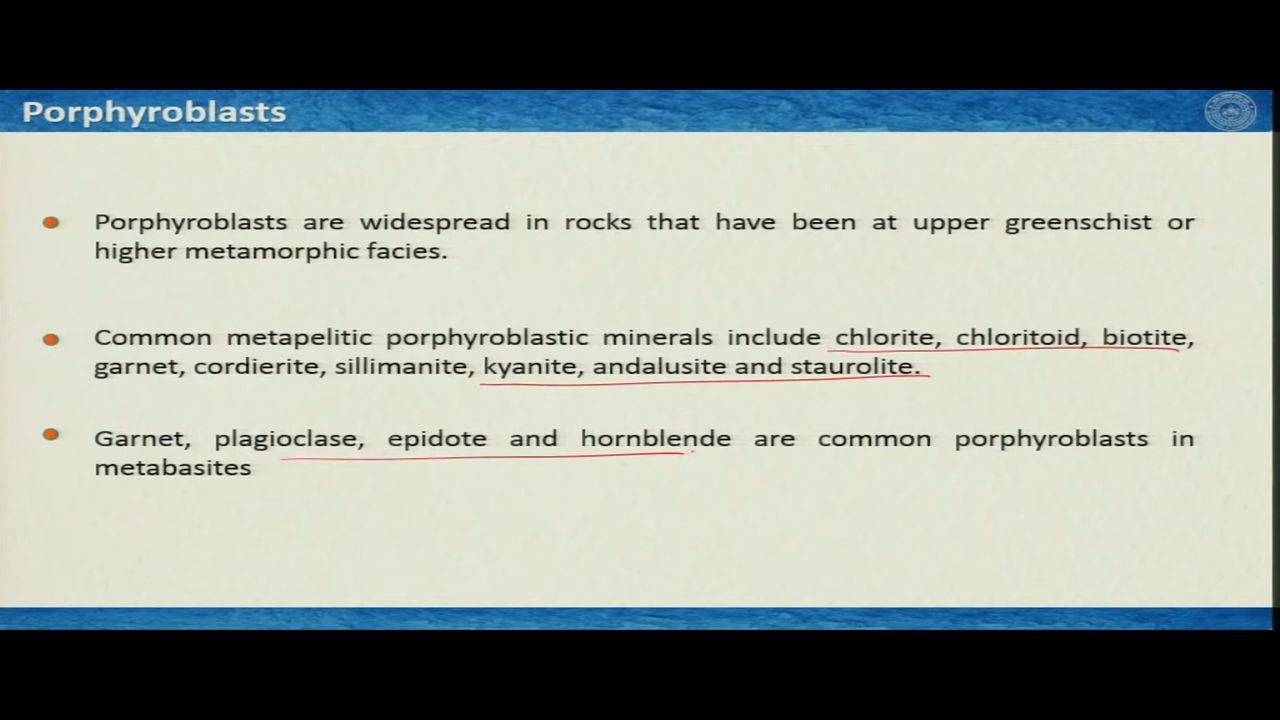 Porphyroblasts
Porphyroblasts are widespread in rocks that have been at upper greenschist or
higher metamorphic facies.
Common metapelitic porphyroblastic minerals include chlorite, chloritoid, biotite,
garnet, cordierite, sillimanite, kyanite, andalusite and staurolite.
Garnet, plagioclase, epidote and hornblende are common porphyroblasts in
metabasites